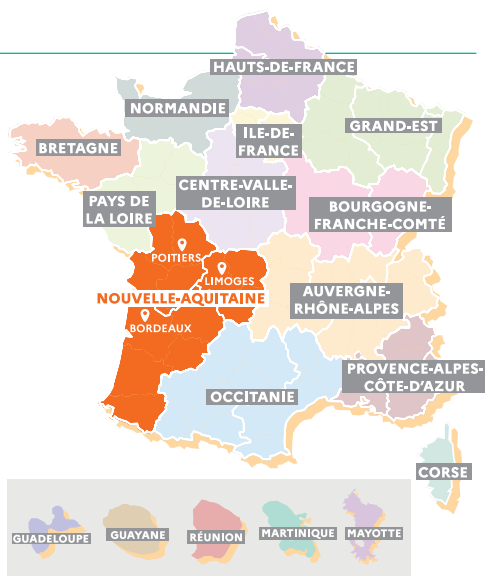 HAUTS-DE-FRANCE
NORMANDIE
GRAND-EST
ILE-DE-
FRANCE
BRETAGNE
CENTRE-VALLE-
DE-LOIRE
PAYS DE
LA LOIRE
BOURGOGNE-
FRANCHE-COMTÉ
POITIERS
LIMOGES
NOUVELLE-AQUITAINE
AUVERGNE-
RHÔNE-ALPES
BORDEAUX
PROVENCE-ALPES-
CÔTE-D'AZUR
OCCITANIE
CORSE
GUADELOUPE
GUAYANE
RÉUNION
MARTINIQUE
MAYOTTE